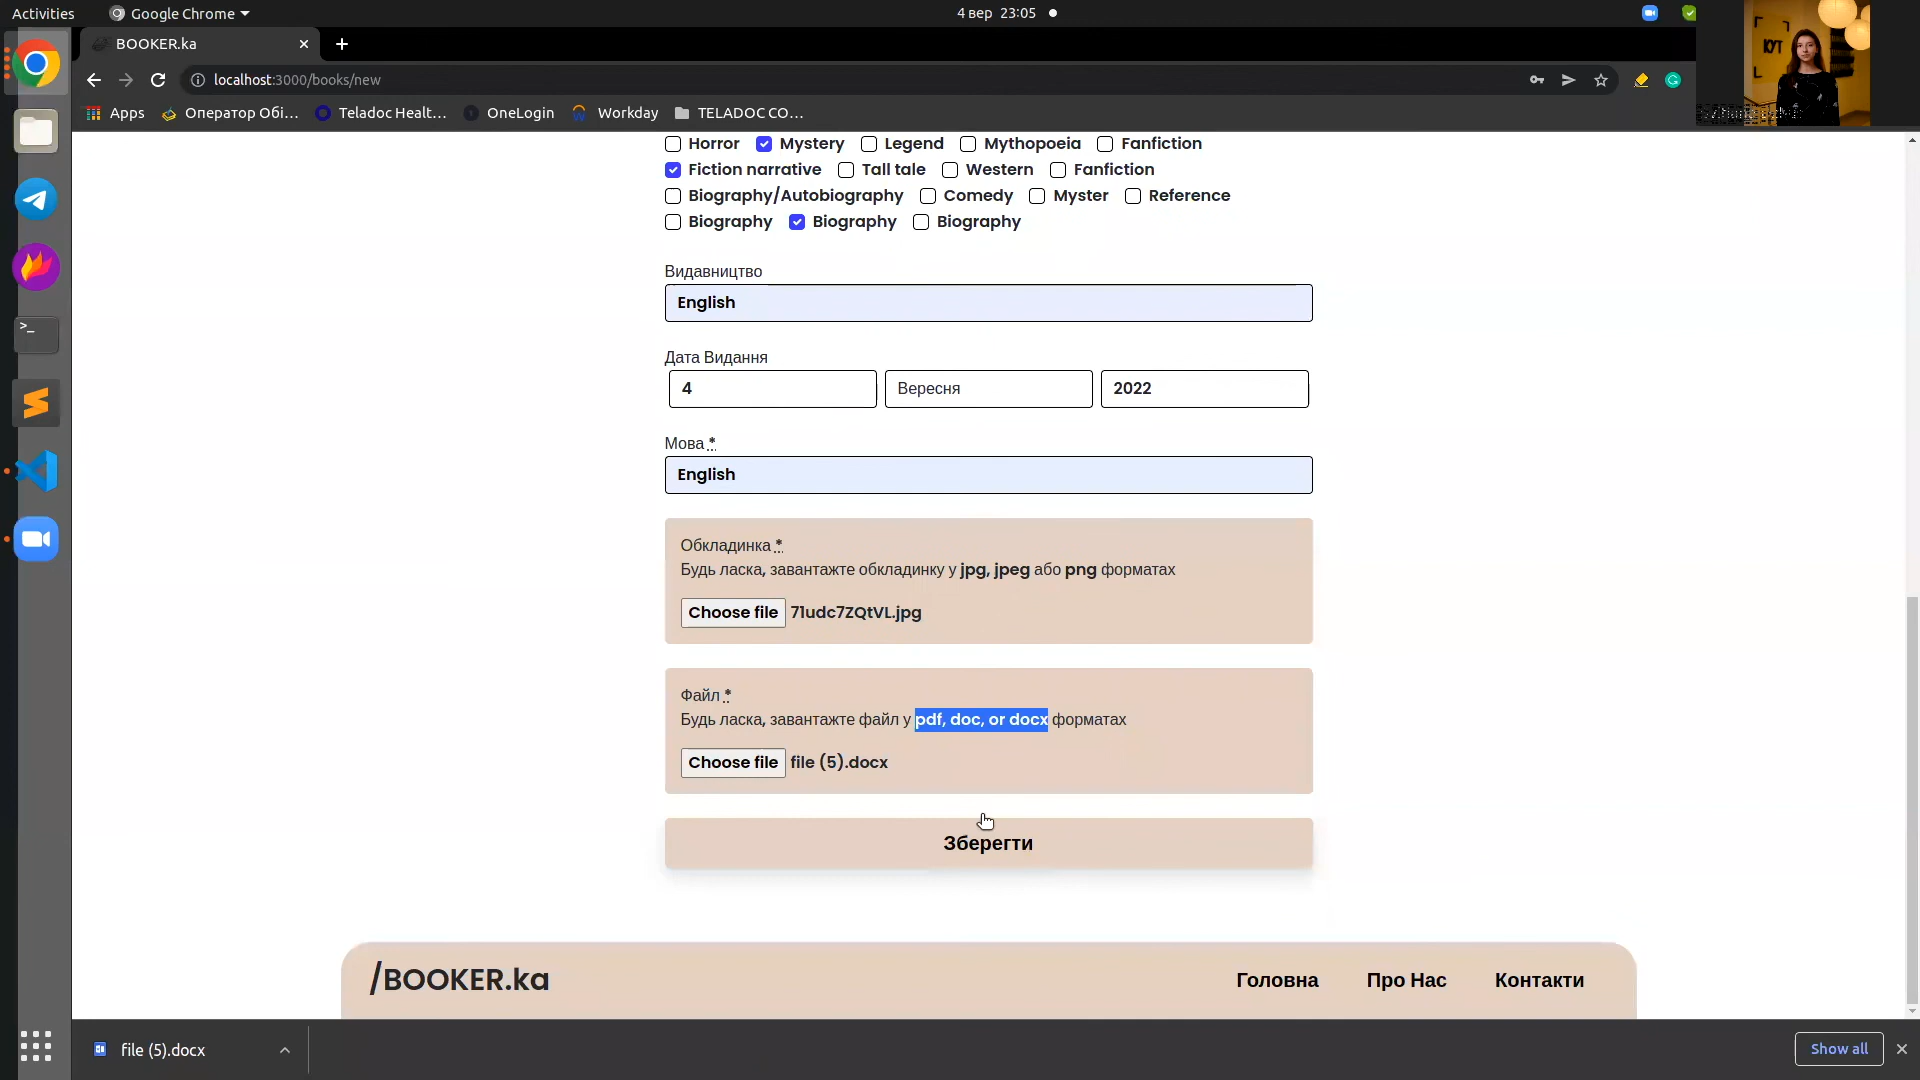 Activities
Google Chrome
4 вер 23:05
BOOKER.ka
localhost:3000/books/new
Apps
Оператор Обі...
Teladoc Healt...
OneLogin
Workday
TELADOC CO...
КУТ
Horror Mystery Legend Mythopoeia Fanfiction
Fiction narrative Tall tale Western Fanfiction
Biography/Autobiography Comedy Myster Reference
Biography Biography Biography
Видавництво
English
Дата Видання
4 Вересня 2022
Мова *
English
Обкладинка *
Будь ласка, завантажте обкладинку у jpg, jpeg або png форматах
Choose file 71udc7ZQtVL.jpg
Файл *
Будь ласка, завантажте файл у pdf, doc, or docx форматах
Choose file file (5).docx
Зберегти
/BOOKER.ka
Головна Про Нас Контакти
file (5).docx
Show all